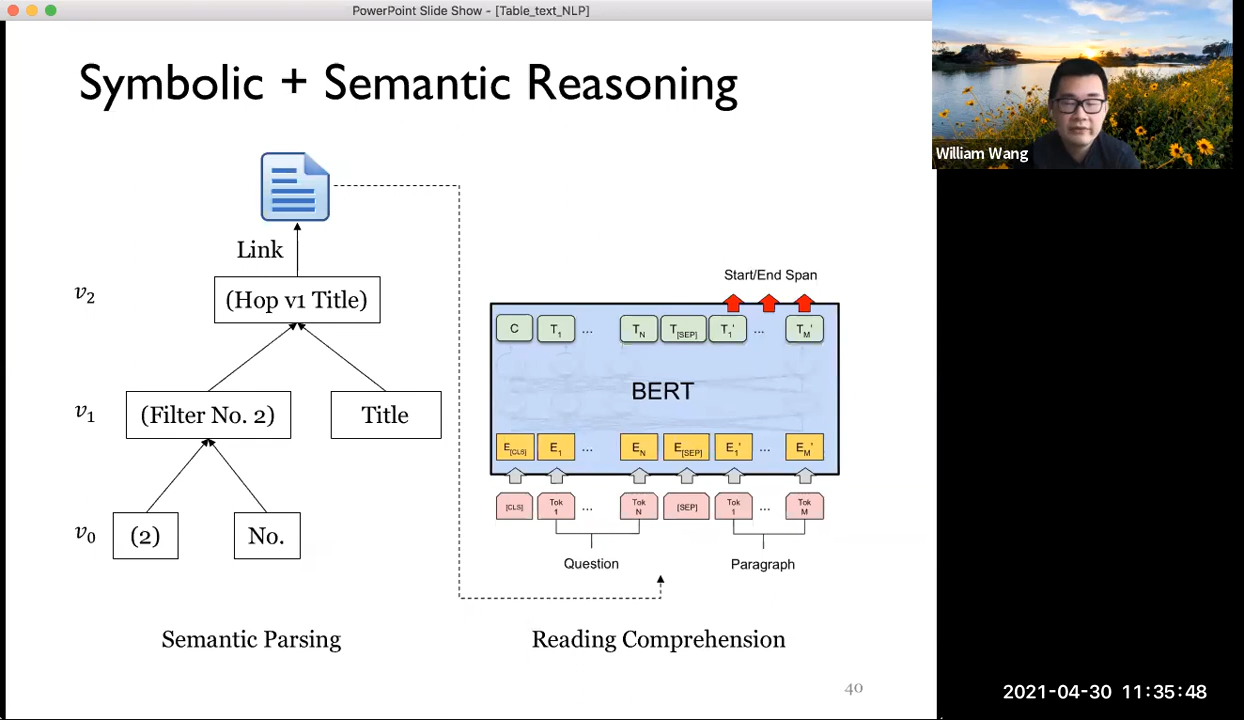 PowerPoint Slide Show - [Table_text_NLP]
Symbolic + Semantic Reasoning
William Wang
Link
v2
(Hop v1 Title)
v1
(Filter No. 2)
Title
v0
(2)
No.
Semantic Parsing
Start/End Span
C T1 ... TN T[SEP] T1' ... TM'
BERT
E[CLS] E1 ... EN E[SEP] E1' ... EM'
[CLS] Tok 1 ... Tok N [SEP] Tok 1 ... Tok M
Question
Paragraph
Reading Comprehension
40
2021-04-30 11:35:48